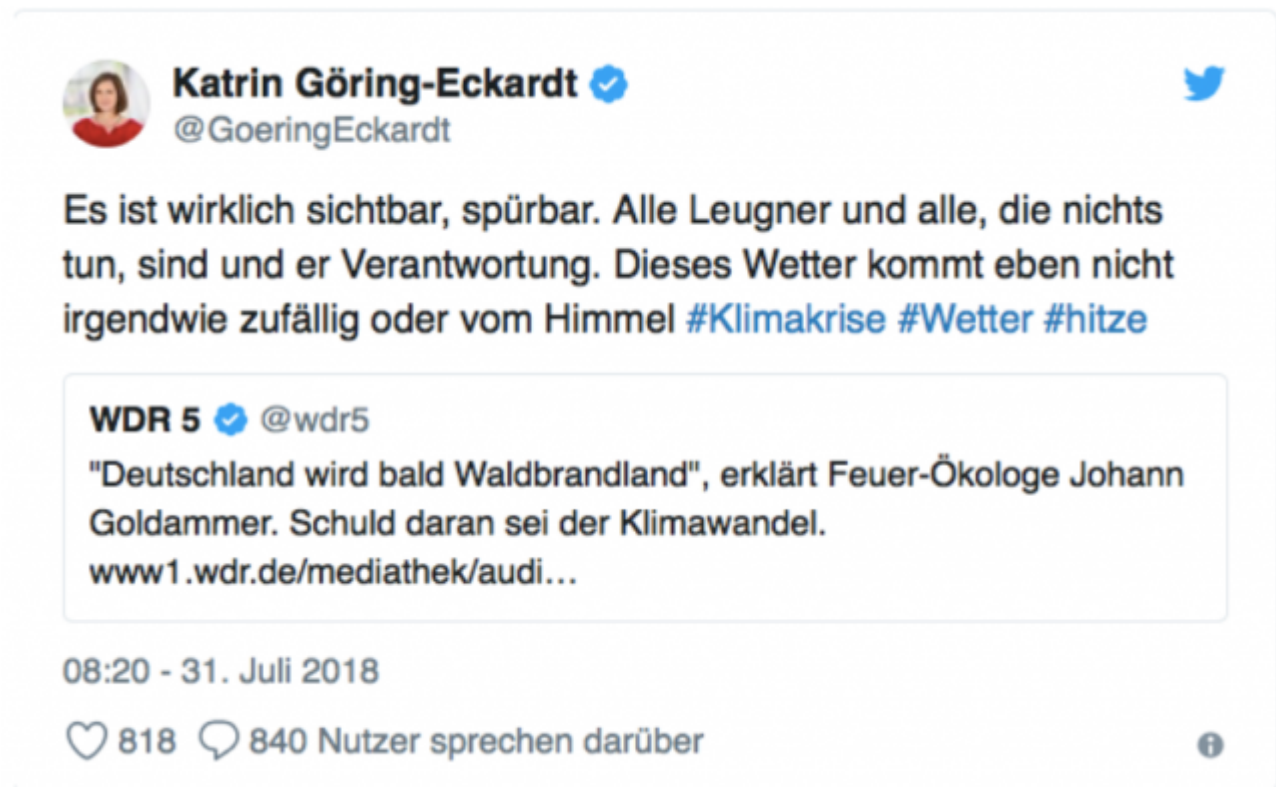 Katrin Göring-Eckardt
@GoeringEckardt
Es ist wirklich sichtbar, spürbar. Alle Leugner und alle, die nichts
tun, sind und er Verantwortung. Dieses Wetter kommt eben nicht
irgendwie zufällig oder vom Himmel #Klimakrise #Wetter #hitze
WDR 5 @wdr5
"Deutschland wird bald Waldbrandland", erklärt Feuer-Ökologe Johann
Goldammer. Schuld daran sei der Klimawandel.
www1.wdr.de/mediathek/audi...
08:20 - 31. Juli 2018
818 840 Nutzer sprechen darüber